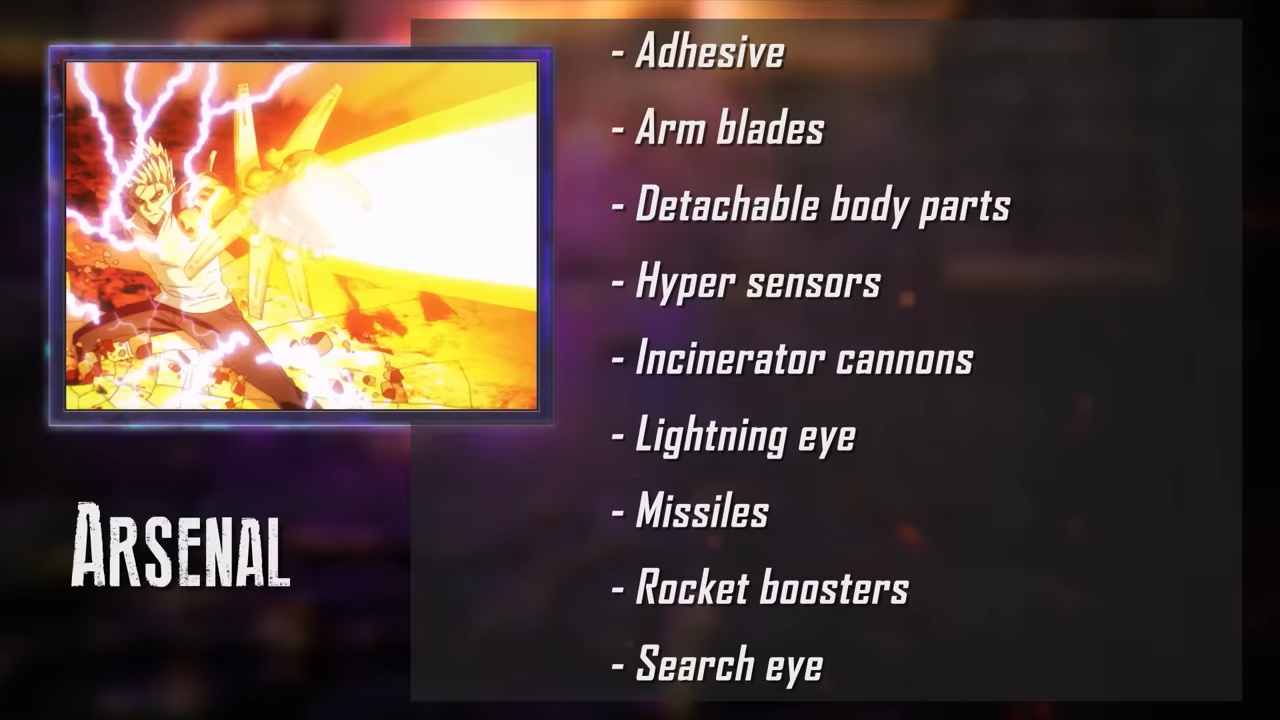 - Adhesive
- Arm blades
- Detachable body parts
- Hyper sensors
- Incinerator cannons
- Lightning eye
- Missiles
- Rocket boosters
- Search eye
Arsenal